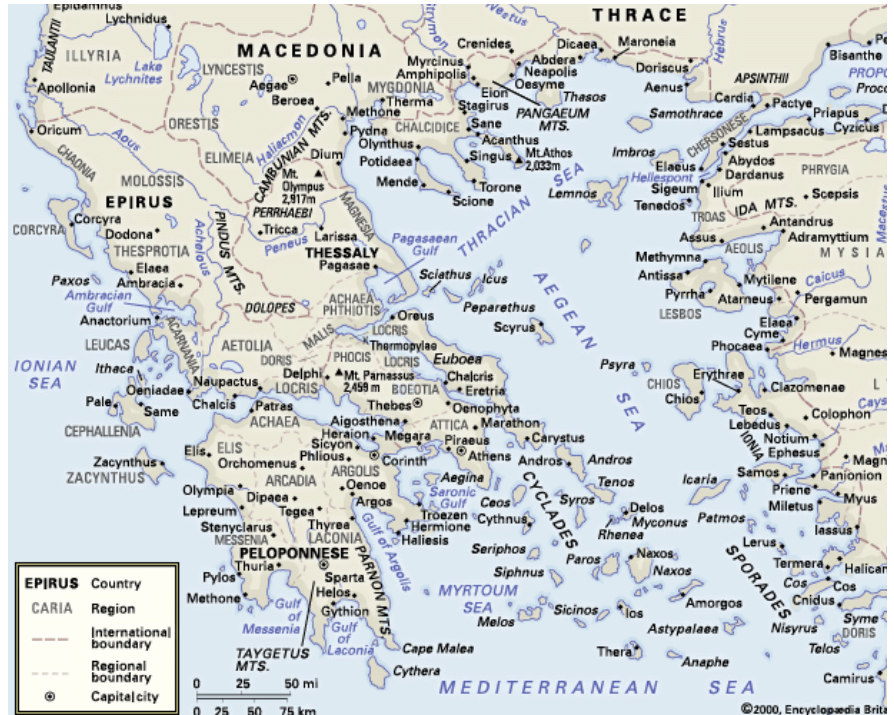 Epidamnus
Lychnidus
TAULANTII
ILLYRIA
Lake
Lychnites
Apollonia
MACEDONIA
LYNCESTIS
Aegae
Pella
Beroea
MYGDONIA
Therma
Methone
Pydna
Oricum
Aous
ORESTIS
ELIMEIA
Haliacmon
CAMBUNIAN MTS.
Dium
Mt.
Olympus
2,917m
CHAONIA
MOLOSSIS
EPIRUS
PERRHAEBI
Peneus
Tricca
Larissa
MAGNESIA
CORCYRA
Corcyra
Dodona
THESPROTIA
Achelous
PINDUS MTS.
THESSALY
Pagasae
Pagasaean
Gulf
Paxos
Elaea
Ambracia
Ambracian
Gulf
DOLOPES
ACHAEA
PHTHIOTIS
Anactorium
LEUCAS
ACARNANIA
AETOLIA
MALIS
DORIS
THRACE
Strymon
Nestus
Hebrus
Crenides
Dicaea
Maroneia
Myrcinus
Abdera
Amphipolis
Neapolis
Oesyme
Eion
Stagirus
Thasos
PANGAEUM
MTS.
Doriscus
Aenus
APSINTHII
Bisanthe
Cardia
Pactye
Samothrace
CHALCIDICE
Sane
Acanthus
Olynthus
Potidaea
Singus
Mt.Athos
2,033m
Mende
Torone
Scione
THRACIAN SEA
Imbros
Lemnos
CHERSONESE
Lampsacus
Priapus
Cyzicus
Sestus
Elaeus
Abydos
Dardanus
Hellespont
Sigeum
Ilium
Tenedos
PHRYGIA
Scepsis
IDA MTS.
TROAS
Antandrus
Assus
Adramyttium
AEOLIS
MYSIA
Macestus
Methymna
Antissa
Mytilene
Caicus
Pyrrha
Atarneus
Pergamun
LESBOS
Elaea
Cyme
Phocaea
Hermus
Sciathus
Icus
Peparethus
Scyrus
AEGEAN SEA
Oreus
LOCRIS
Thermopylae
PHOCIS
LOCRIS
Euboea
IONIAN
SEA
Ithaca
Oeniadae
Naupactus
Delphi
LOCRIS
Mt. Parnassus
2,459 m
BOEOTIA
Chalcris
Eretria
Pale
Same
Chalcis
Patras
Thebes
Oenophyta
CEPHALLENIA
ACHAEA
Aigosthena
ATTICA
Marathon
Heraion
Megara
Piraeus
Carystus
Elis
ELIS
Sicyon
Corinth
Athens
Zacynthus
ZACYNTHUS
Orchomenus
Phlious
ARGOLIS
Aegina
Saronic
Gulf
ARCADIA
Oenoe
Olympia
Dipaea
Argos
Lepreum
Tegea
Troezen
Hermione
Haliesis
Stenyclarus
Thyrea
LACONIA
MESSENIA
PELOPONNESE
PARNON MTS
Gulf of Argolis
Thuria
Sparta
Pylos
Helos
Methone
Gythion
Gulf
of
Messenia
Gulf
of
Laconia
TAYGETUS
MTS.
Cape Malea
Cythera
Andros
Andros
Tenos
Ceos
CYCLADES
Syros
Delos
Cythnus
Myconus
Rhenea
Seriphos
Paros
Naxos
Naxos
Siphnus
MYRTOUM
SEA
Melos
Sicinos
Ios
Amorgos
Astypalaea
Thera
Anaphe
Psyra
Erythrae
CHIOS
Chios
Clazomenae
Teos
Lebedus
Colophon
IONIA
Notium
Ephesus
Samos
Panionion
Icaria
Priene
Miletus
Myus
Patmos
Iassus
SPORADES
Lerus
Termera
Cos
Cos
Cnidus
Syme
Nisyrus
DORIS
Telos
Camirus
MEDITERRANEAN SEA
EPIRUS Country
CARIA Region
International
boundary
Regional
boundary
Capitalcity
0 25 50 mi
0 25 50 75 km